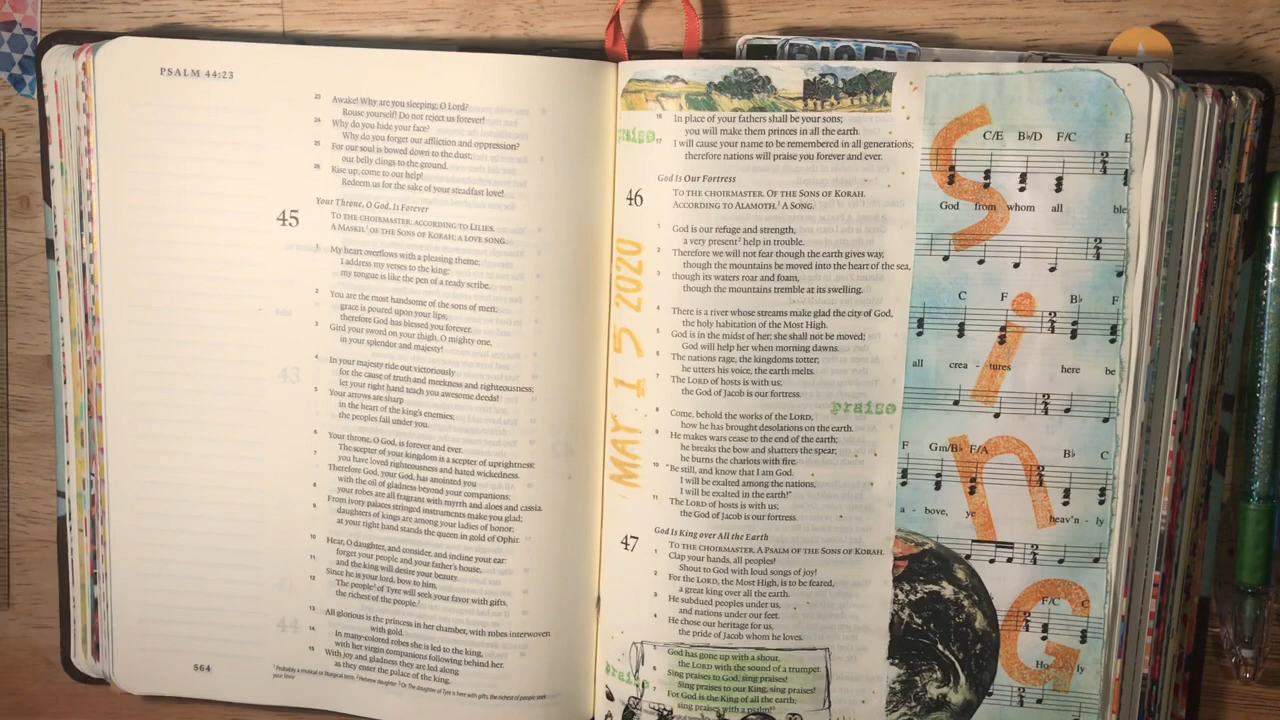 PSALM 44:23
23 Awake! Why are you sleeping, O Lord?
Rouse yourself! Do not reject us forever!
24 Why do you hide your face?
Why do you forget our affliction and oppression?
25 For our soul is bowed down to the dust;
our belly clings to the ground.
26 Rise up; come to our help!
Redeem us for the sake of your steadfast love!
Your Throne, O God, Is Forever
45 TO THE CHOIRMASTER: ACCORDING TO LILIES.
A MASKIL1 OF THE SONS OF KORAH; A LOVE SONG.
1 My heart overflows with a pleasing theme;
I address my verses to the king;
my tongue is like the pen of a ready scribe.
2 You are the most handsome of the sons of men;
grace is poured upon your lips;
therefore God has blessed you forever.
3 Gird your sword on your thigh, O mighty one,
in your splendor and majesty!
4 In your majesty ride out victoriously
for the cause of truth and meekness and righteousness;
let your right hand teach you awesome deeds!
5 Your arrows are sharp
in the heart of the king's enemies;
the peoples fall under you.
6 Your throne, O God, is forever and ever.
The scepter of your kingdom is a scepter of uprightness;
7 you have loved righteousness and hated wickedness.
Therefore God, your God, has anointed you
with the oil of gladness beyond your companions;
8 your robes are all fragrant with myrrh and aloes and cassia.
From ivory palaces stringed instruments make you glad;
9 daughters of kings are among your ladies of honor;
at your right hand stands the queen in gold of Ophir.
10 Hear, O daughter, and consider, and incline your ear:
forget your people and your father's house,
11 and the king will desire your beauty.
Since he is your lord, bow to him.
12 The people2 of Tyre will seek your favor with gifts,
the richest of the people.3
13 All glorious is the princess in her chamber, with robes interwoven
with gold.
14 In many-colored robes she is led to the king,
with her virgin companions following behind her.
15 With joy and gladness they are led along
as they enter the palace of the king.
564
1 Probably a musical or liturgical term 2 Hebrew daughter 3 Or The daughter of Tyre is here with gifts, the richest of people seek
your favor
praise
16 In place of your fathers shall be your sons;
you will make them princes in all the earth.
17 I will cause your name to be remembered in all generations;
therefore nations will praise you forever and ever.
God Is Our Fortress
46 TO THE CHOIRMASTER. OF THE SONS OF KORAH.
ACCORDING TO ALAMOTH.1 A SONG.
1 God is our refuge and strength,
a very present2 help in trouble.
2 Therefore we will not fear though the earth gives way,
though the mountains be moved into the heart of the sea,
3 though its waters roar and foam,
though the mountains tremble at its swelling.
4 There is a river whose streams make glad the city of God,
the holy habitation of the Most High.
5 God is in the midst of her; she shall not be moved;
God will help her when morning dawns.
6 The nations rage, the kingdoms totter;
he utters his voice, the earth melts.
7 The LORD of hosts is with us;
the God of Jacob is our fortress.
praise
8 Come, behold the works of the LORD,
how he has brought desolations on the earth.
9 He makes wars cease to the end of the earth;
he breaks the bow and shatters the spear;
he burns the chariots with fire.
10 "Be still, and know that I am God.
I will be exalted among the nations,
I will be exalted in the earth!"
11 The LORD of hosts is with us;
the God of Jacob is our fortress.
God Is King over All the Earth
47 TO THE CHOIRMASTER. A PSALM OF THE SONS OF KORAH.
1 Clap your hands, all peoples!
Shout to God with loud songs of joy!
2 For the LORD, the Most High, is to be feared,
a great king over all the earth.
3 He subdued peoples under us,
and nations under our feet.
4 He chose our heritage for us,
the pride of Jacob whom he loves.
5 God has gone up with a shout,
the LORD with the sound of a trumpet.
6 Sing praises to God, sing praises!
Sing praises to our King, sing praises!
7 For God is the King of all the earth;
sing praises with a psalm!
praise
MAY 15 2020
SinG
C/E B♭/D F/C
God from whom all
C F B♭ F
all crea - tures here be
F Gm/B♭ F/A B♭ C
a - bove, ye heav'n - ly
F/C C
Ho ly